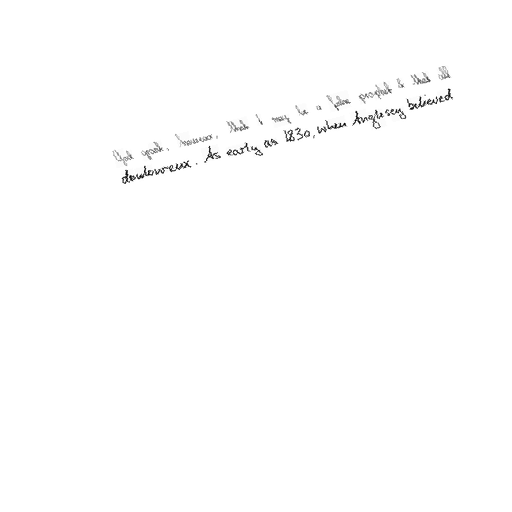 God grant, however, that I may be a false prophet & that all
douloureux. As early as 1830, when Anglesey believed